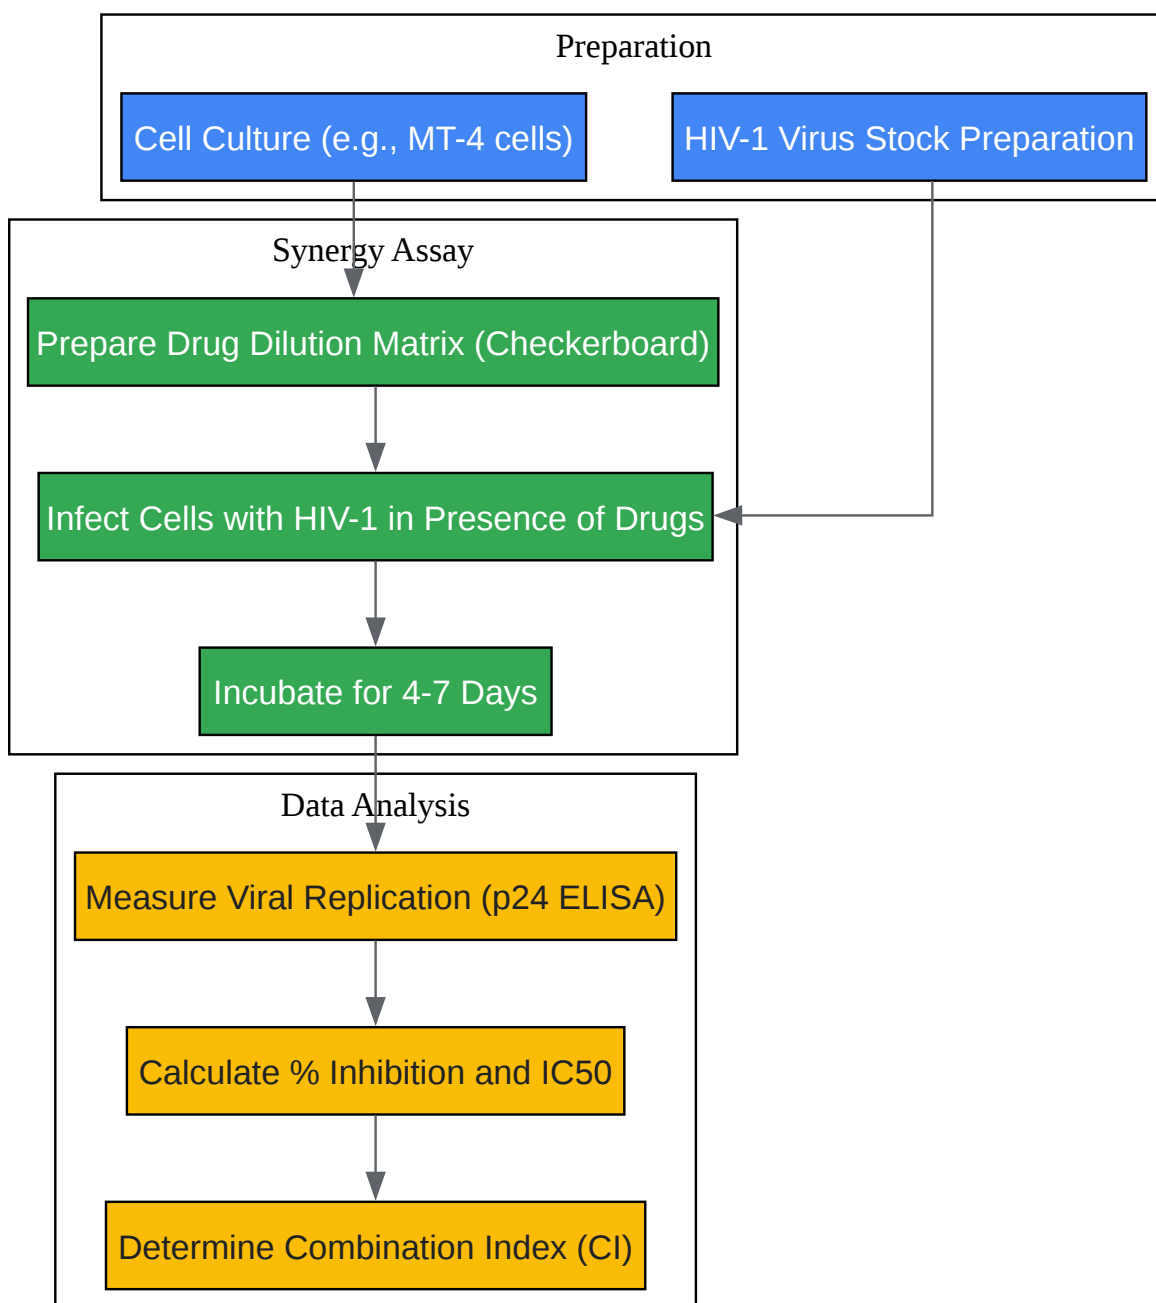 Preparation
Cell Culture (e.g., MT-4 cells)
HIV-1 Virus Stock Preparation
Synergy Assay
Prepare Drug Dilution Matrix (Checkerboard)
Infect Cells with HIV-1 in Presence of Drugs
Incubate for 4-7 Days
Data Analysis
Measure Viral Replication (p24 ELISA)
Calculate % Inhibition and IC50
Determine Combination Index (CI)